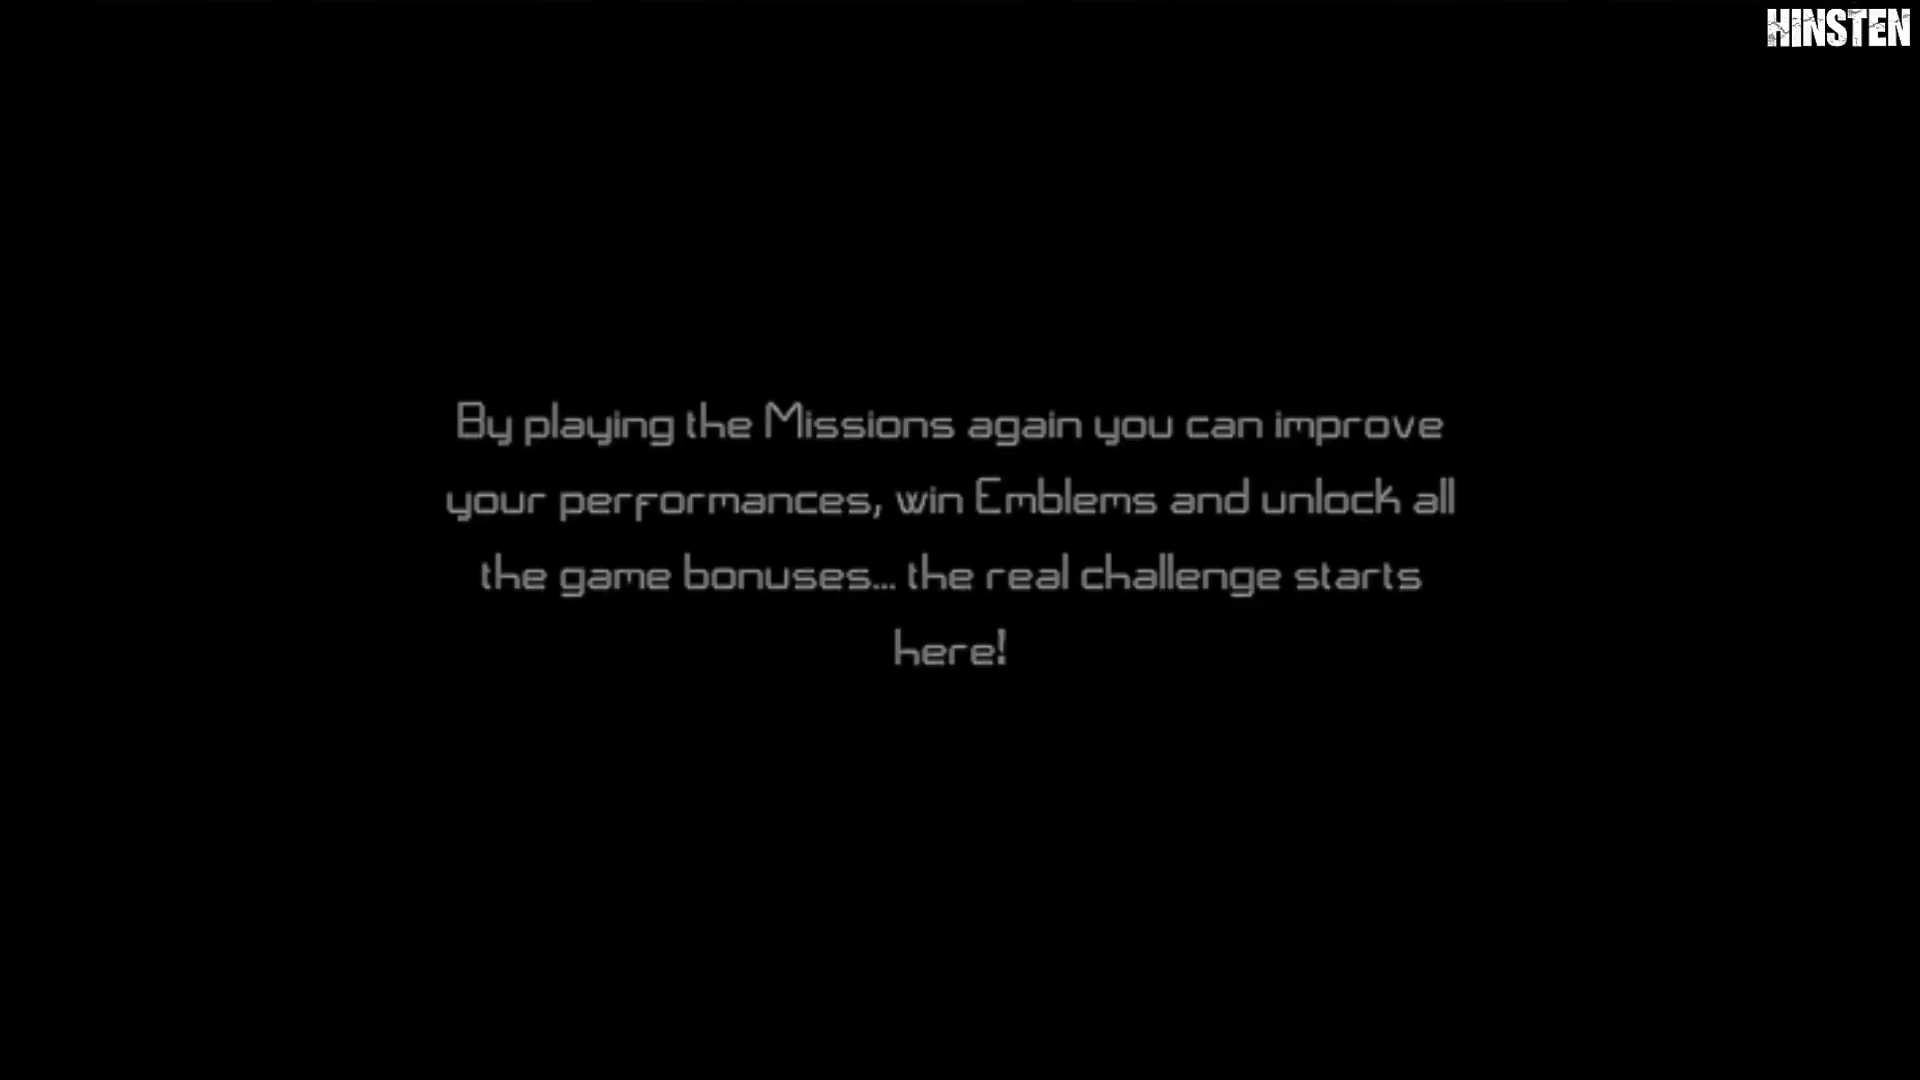 HINSTEN
By playing the Missions again you can improve
your performances, win Emblems and unlock all
the game bonuses... the real challenge starts
here!